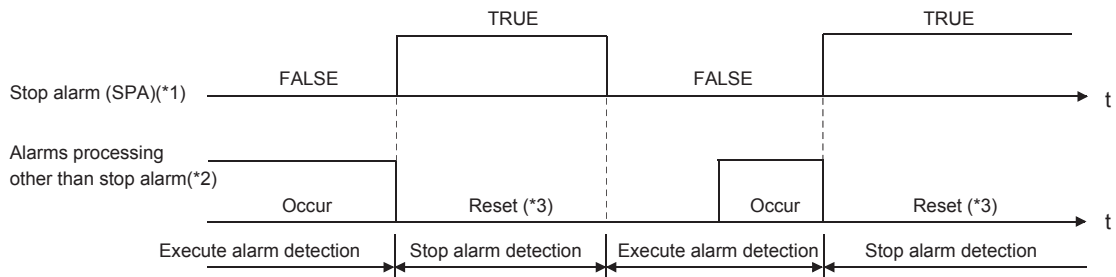 TRUE TRUE
FALSE FALSE
Stop alarm (SPA)(*1)
t
Alarms processing
other than stop alarm(*2)
Occur Reset (*3) Occur Reset (*3)
t
Execute alarm detection Stop alarm detection Execute alarm detection Stop alarm detection